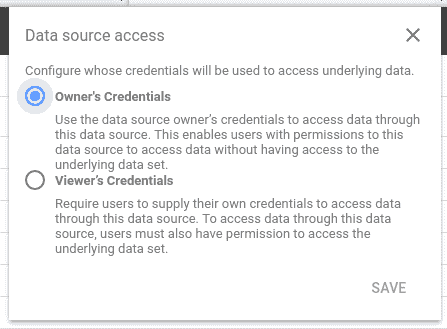 Data source access
Configure whose credentials will be used to access underlying data.
Owner's Credentials
Use the data source owner's credentials to access data through
this data source. This enables users with permissions to this
data source to access data without having access to the
underlying data set.
Viewer's Credentials
Require users to supply their own credentials to access data
through this data source. To access data through this data
source, users must also have permission to access the
underlying data set.
SAVE